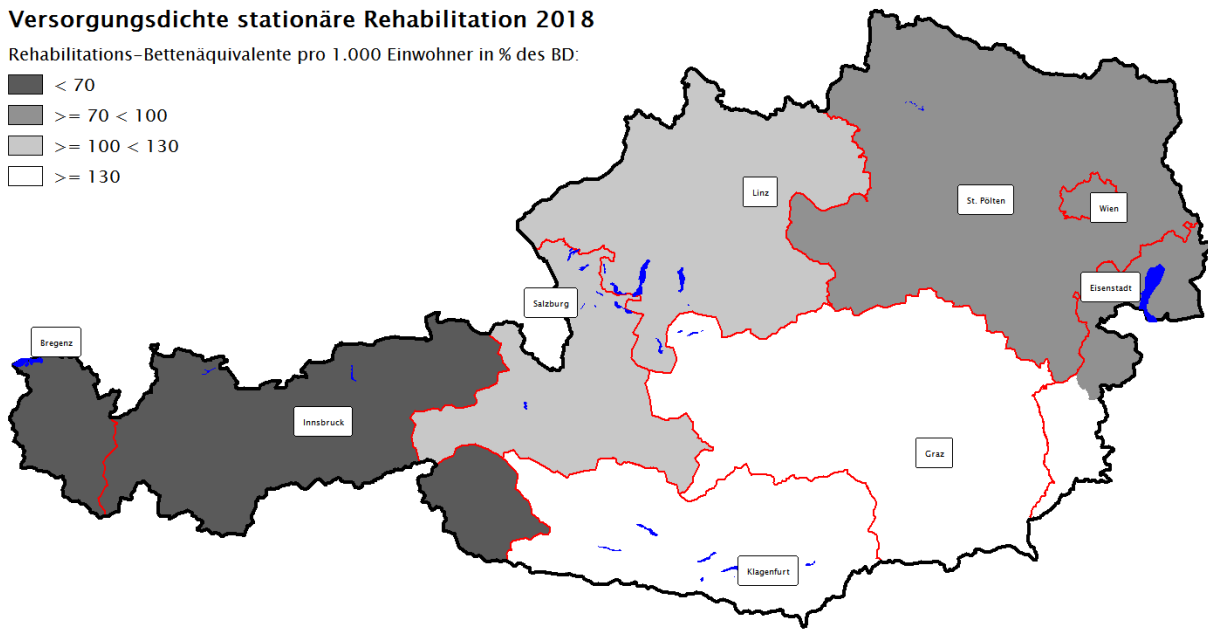 Versorgungsdichte stationäre Rehabilitation 2018
Rehabilitations-Bettenäquivalente pro 1.000 Einwohner in % des BD:
< 70
>= 70 < 100
>= 100 < 130
>= 130
Linz
St. Pölten
Wien
Eisenstadt
Salzburg
Bregenz
Innsbruck
Graz
Klagenfurt